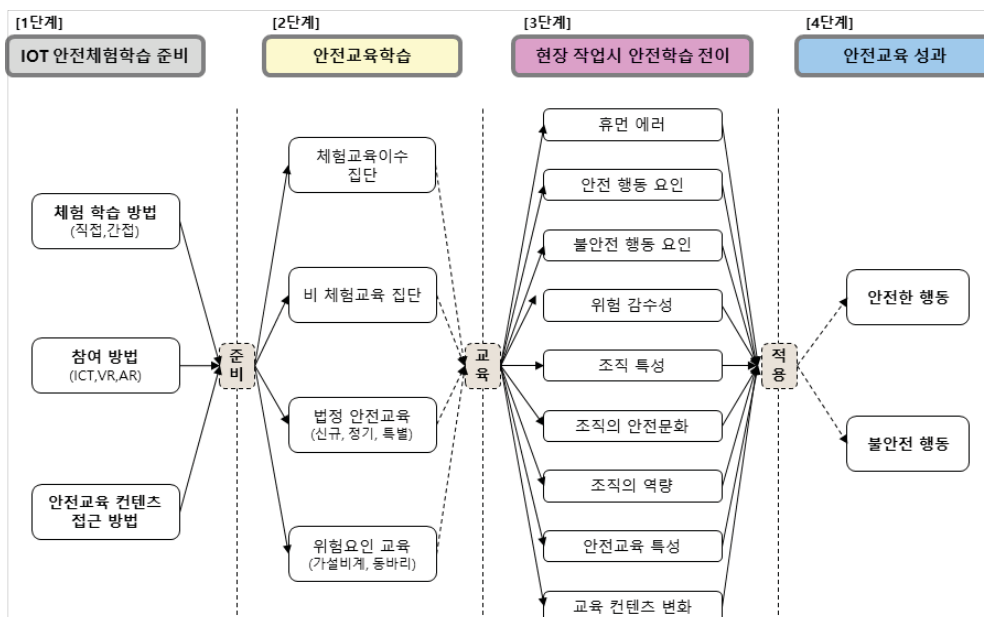 [1단계]
IOT 안전체험학습 준비
체험 학습 방법
(직접,간접)
참여 방법
(ICT,VR,AR)
안전교육 컨텐츠
접근 방법
준
비
[2단계]
안전교육학습
체험교육이수
집단
비 체험교육 집단
법정 안전교육
(신규, 정기, 특별)
위험요인 교육
(가설비계, 동바리)
교
육
[3단계]
현장 작업시 안전학습 전이
휴먼 에러
안전 행동 요인
불안전 행동 요인
위험 감수성
조직 특성
조직의 안전문화
조직의 역량
안전교육 특성
교육 컨텐츠 변화
적
용
[4단계]
안전교육 성과
안전한 행동
불안전 행동